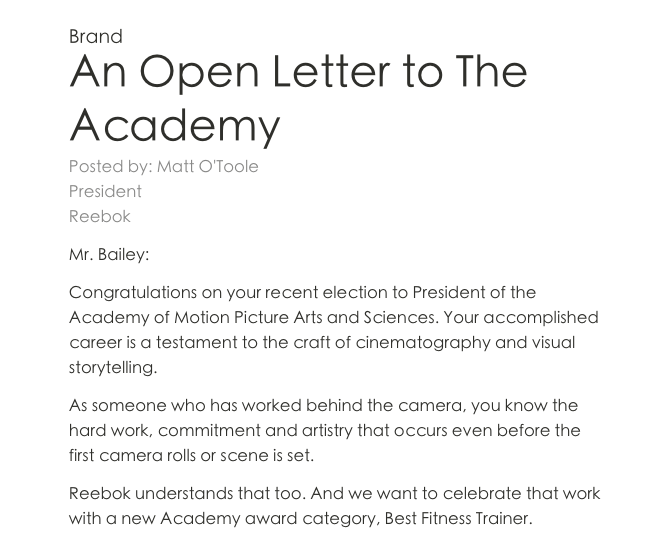 Brand
An Open Letter to The
Academy
Posted by: Matt O'Toole
President
Reebok
Mr. Bailey:
Congratulations on your recent election to President of the
Academy of Motion Picture Arts and Sciences. Your accomplished
career is a testament to the craft of cinematography and visual
storytelling.
As someone who has worked behind the camera, you know the
hard work, commitment and artistry that occurs even before the
first camera rolls or scene is set.
Reebok understands that too. And we want to celebrate that work
with a new Academy award category, Best Fitness Trainer.